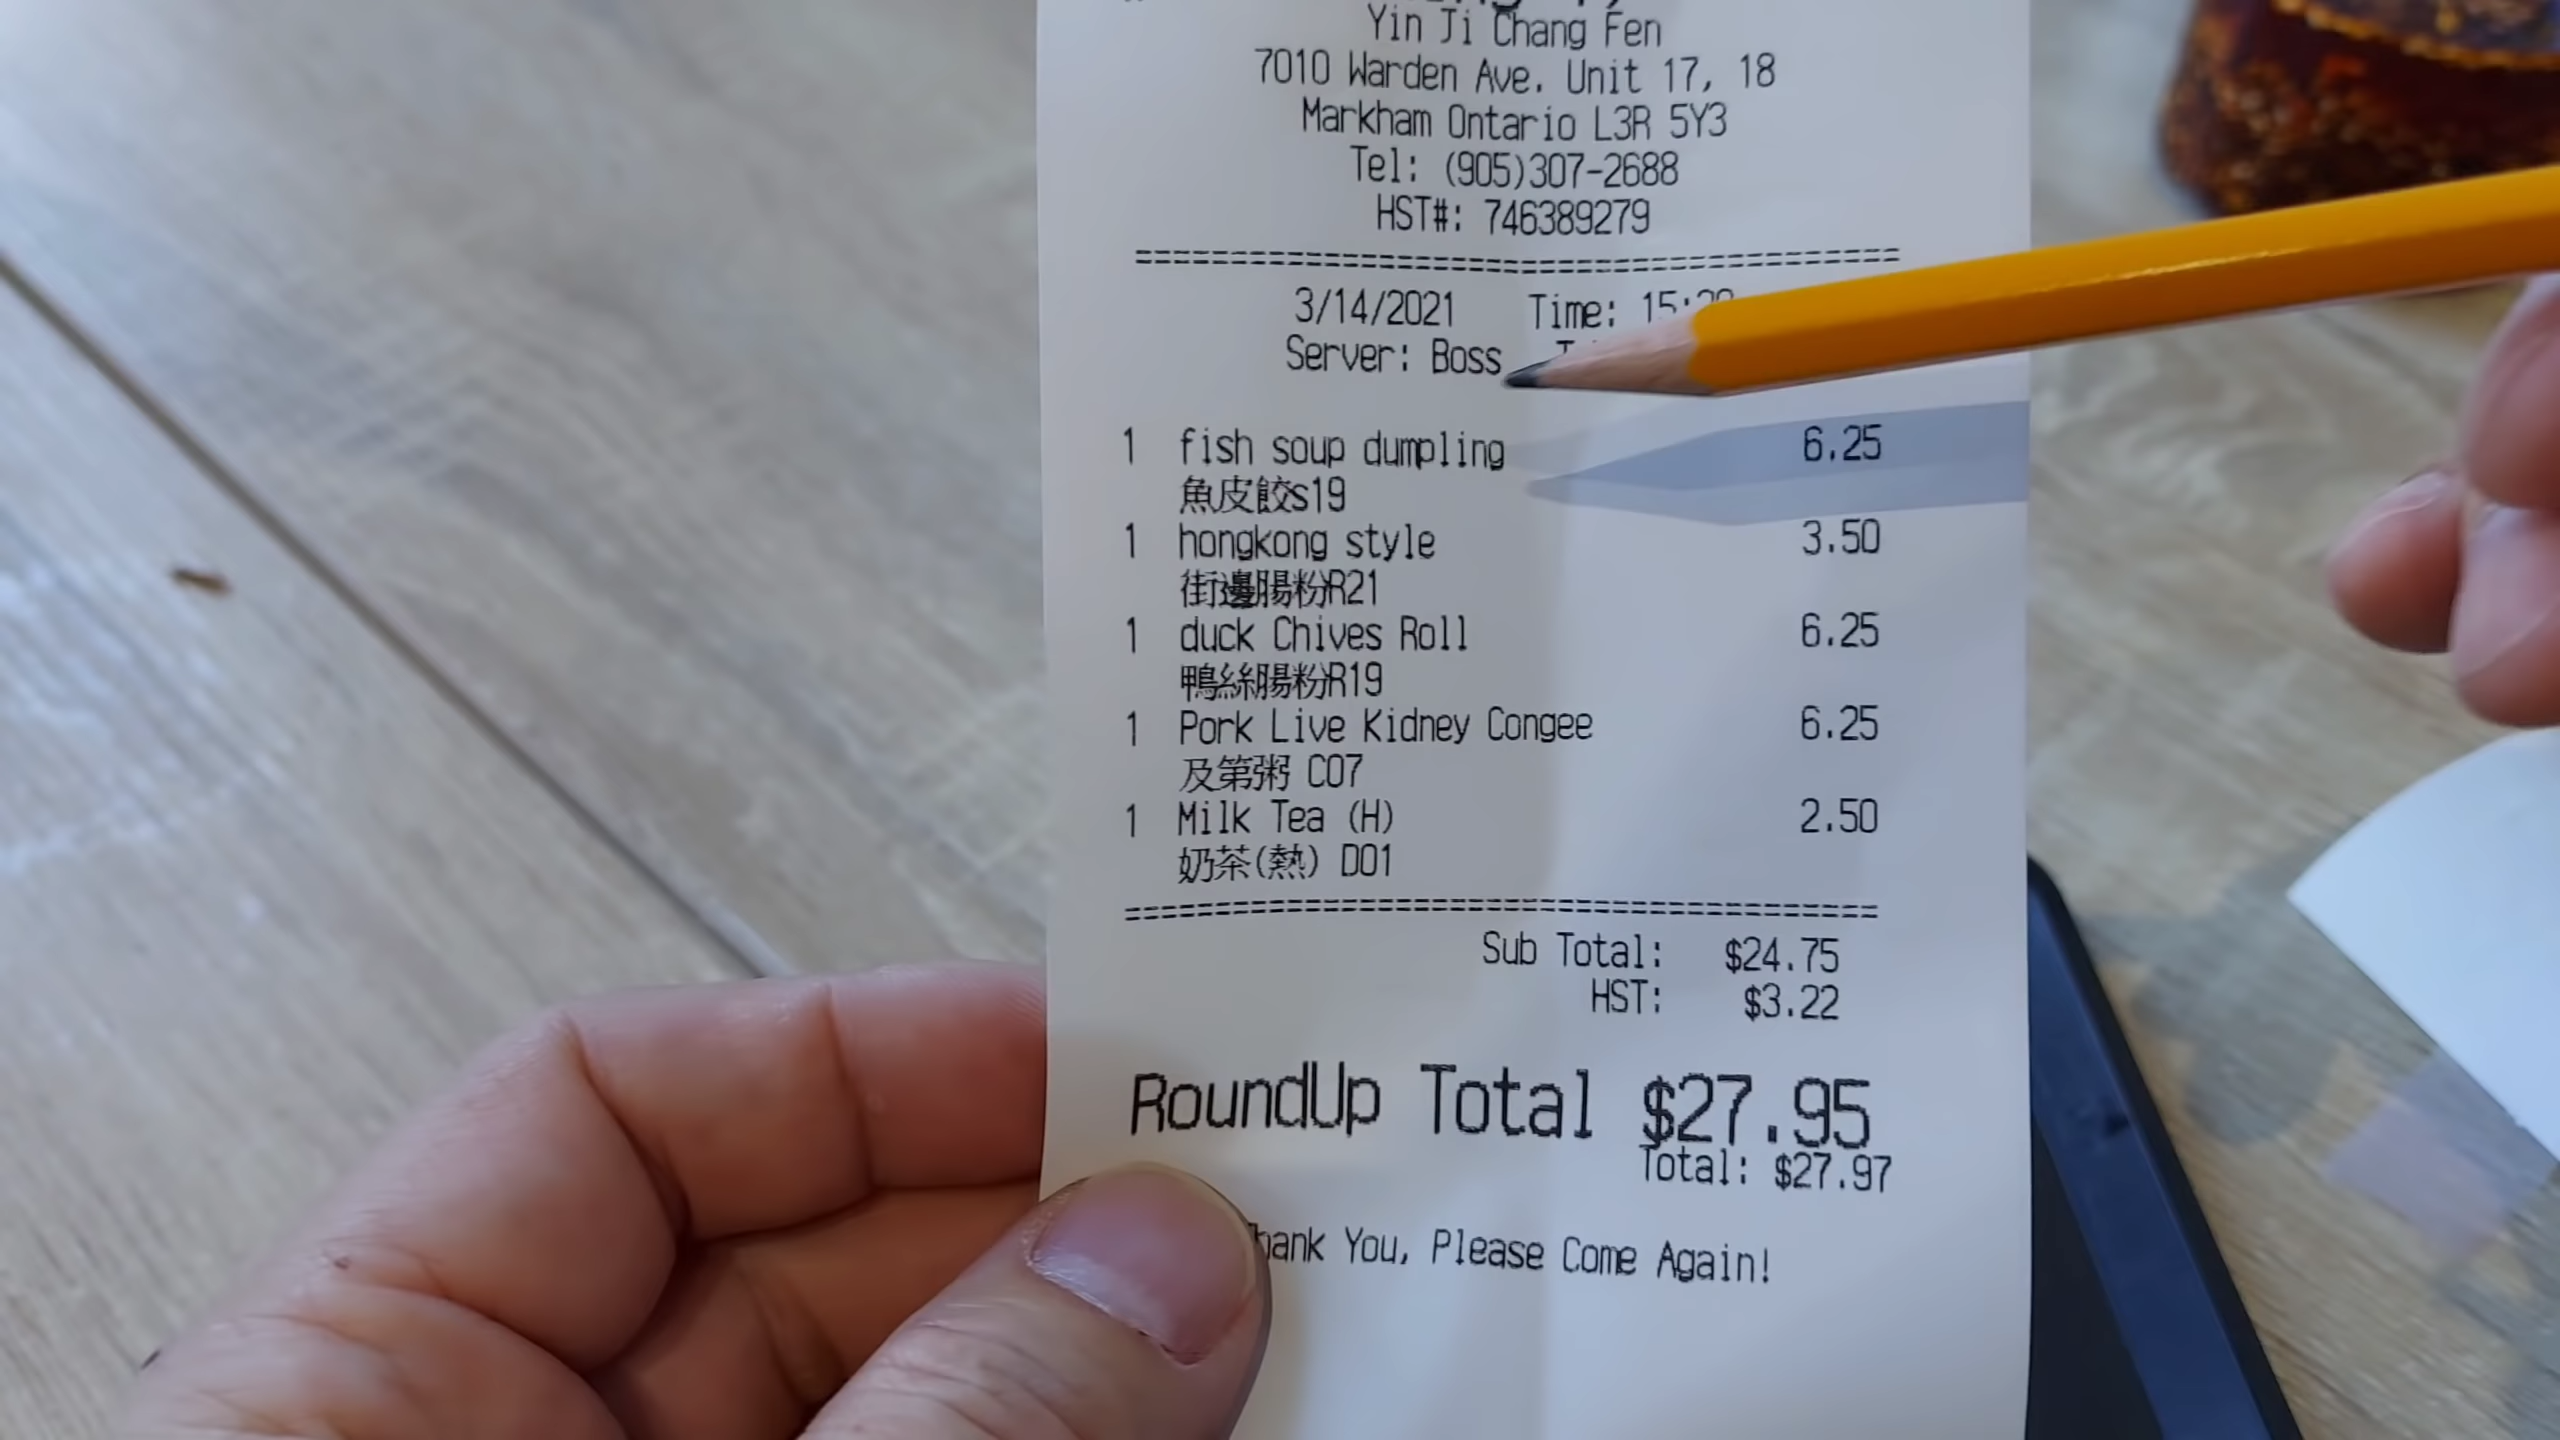 Yin Ji Chang Fen
7010 Warden Ave. Unit 17, 18
Markham Ontario L3R 5Y3
Tel: (905)307-2688
HST#: 746389279
3/14/2021 Time:
Server: Boss
1 fish soup dumpling 6.25
魚皮餃s19
1 hongkong style 3.50
街邊腸粉R21
1 duck Chives Roll 6.25
鴨絲腸粉R19
1 Pork Live Kidney Congee 6.25
及第粥 C07
1 Milk Tea (H) 2.50
奶茶(熱) D01
Sub Total: $24.75
HST: $3.22
RoundUp Total $27.95
Total: $27.97
You, Please Come Again!